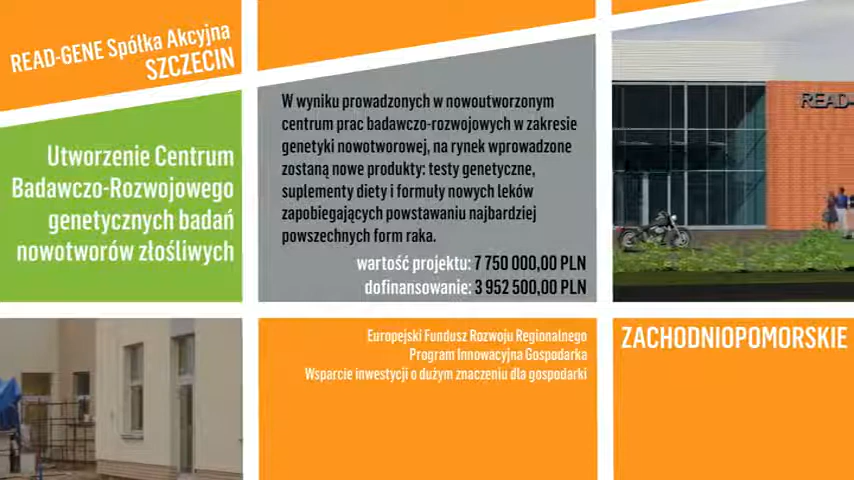 READ-GENE Spółka Akcyjna
SZCZECIN
Utworzenie Centrum
Badawczo-Rozwojowego
genetycznych badań
nowotworów złośliwych
W wyniku prowadzonych w nowoutworzonym
centrum prac badawczo-rozwojowych w zakresie
genetyki nowotworowej, na rynek wprowadzone
zostaną nowe produkty: testy genetyczne,
suplementy diety i formuły nowych leków
zapobiegających powstawaniu najbardziej
powszechnych form raka.
wartość projektu: 7 750 000,00 PLN
dofinansowanie: 3 952 500,00 PLN
READ-
Europejski Fundusz Rozwoju Regionalnego
Program Innowacyjna Gospodarka
Wsparcie inwestycji o dużym znaczeniu dla gospodarki
ZACHODNIOPOMORSKIE